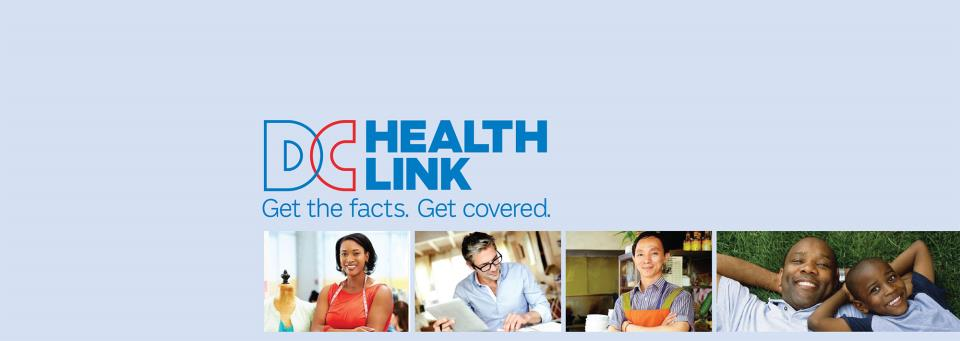 DC HEALTH
LINK
Get the facts. Get covered.